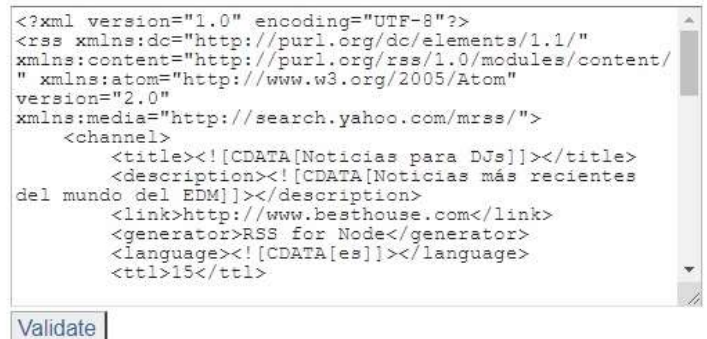 <?xml version="1.0" encoding="UTF-8"?>
<rss xmlns:dc="http://purl.org/dc/elements/1.1/"
xmlns:content="http://purl.org/rss/1.0/modules/content/
" xmlns:atom="http://www.w3.org/2005/Atom"
version="2.0"
xmlns:media="http://search.yahoo.com/mrss/">
    <channel>
        <title><![CDATA[Noticias para DJs]]></title>
        <description><![CDATA[Noticias más recientes
del mundo del EDM]]></description>
        <link>http://www.besthouse.com</link>
        <generator>RSS for Node</generator>
        <language><![CDATA[es]]></language>
        <ttl>15</ttl>
Validate